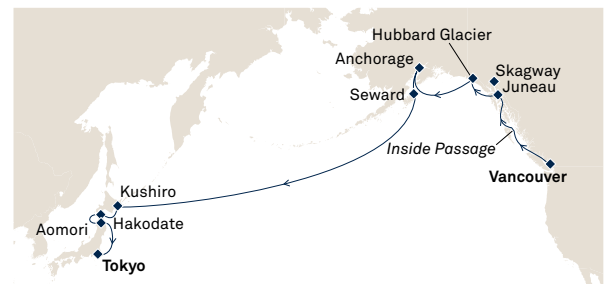 Hubbard Glacier
Anchorage
Skagway
Juneau
Seward
Inside Passage
Vancouver
Kushiro
Hakodate
Aomori
Tokyo